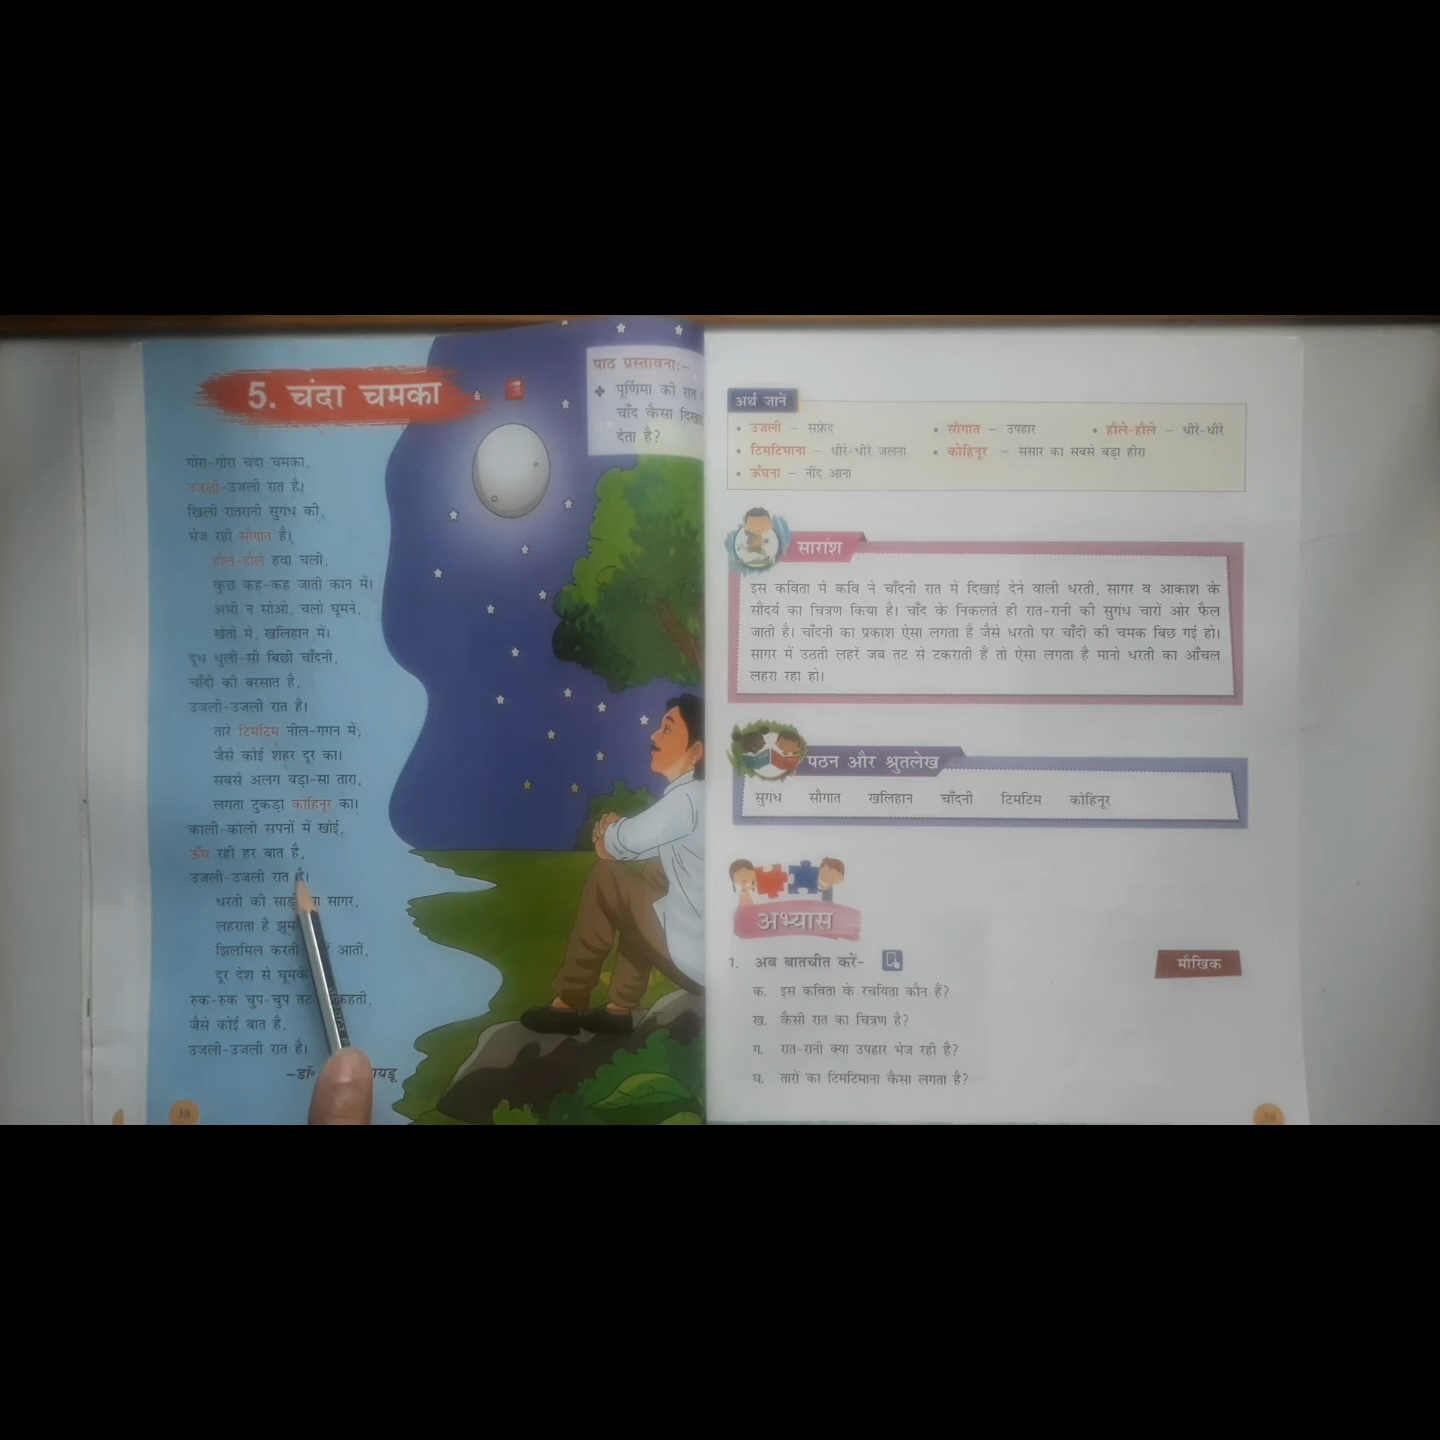 5. चंदा चमका
गोरा-गोरा चंदा चमका,
उजली-उजली रात है।
खिली रातरानी सुगंध की,
भेज रही सौगात है।
हौले-हौले हवा चली,
कुछ कह-कह जाती कान में।
अभी न सोओ, चलो घूमने,
खेतों में, खलिहान में।
दूध धुली-सी बिछी चाँदनी,
चाँदी की बरसात है,
उजली-उजली रात है।
तारे टिमटिम नील-गगन में,
जैसे कोई शहर दूर का।
सबसे अलग बड़ा-सा तारा,
लगता टुकड़ा कोहिनूर का।
काली-काली सपनों में खोई,
ऊँघ रही हर बात है,
उजली-उजली रात है।
धरती की सागर,
लहराता है
झिलमिल करती आतीं,
दूर देश से घूमके
रुक-रुक चुप-चुप तट कहती,
जैसे कोई बात है,
उजली-उजली रात है।
–डॉ॰
38
पाठ प्रस्तावनाः–
पूर्णिमा की रात
चाँद कैसा
देता है?
अर्थ जानें
• उजली – सफ़ेद • सौगात – उपहार • हौले-हौले – धीरे-धीरे
• टिमटिमाना – धीरे-धीरे जलना • कोहिनूर – संसार का सबसे बड़ा हीरा
• ऊँघना – नींद आना
सारांश
इस कविता में कवि ने चाँदनी रात में दिखाई देने वाली धरती, सागर व आकाश के
सौंदर्य का चित्रण किया है। चाँद के निकलते ही रात-रानी की सुगंध चारों ओर फैल
जाती है। चाँदनी का प्रकाश ऐसा लगता है जैसे धरती पर चाँदी की चमक बिछ गई हो।
सागर में उठती लहरें जब तट से टकराती हैं तो ऐसा लगता है मानो धरती का आँचल
लहरा रहा हो।
पठन और श्रुतलेख
सुगंध सौगात खलिहान चाँदनी टिमटिम कोहिनूर
अभ्यास
1. अब बातचीत करें–
मौखिक
क. इस कविता के रचयिता कौन हैं?
ख. कैसी रात का चित्रण है?
ग. रात-रानी क्या उपहार भेज रही है?
घ. तारों का टिमटिमाना कैसा लगता है?
39